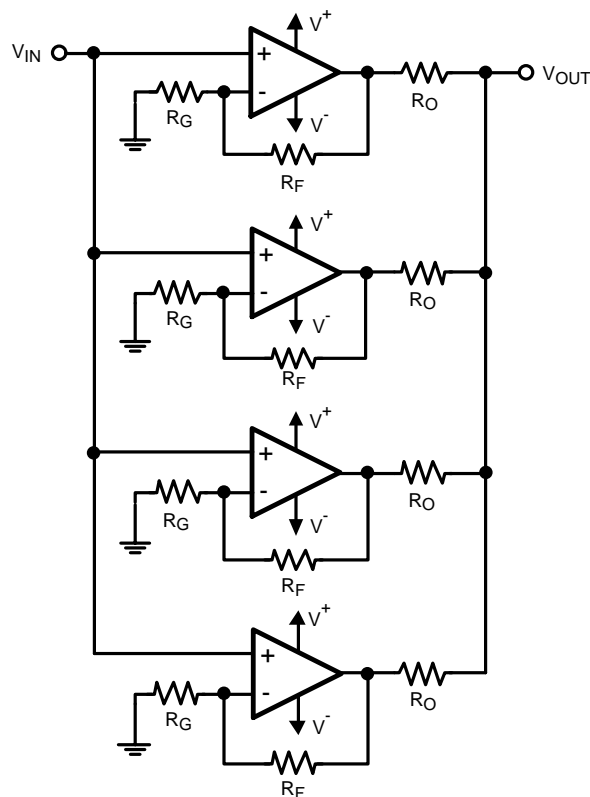 V+
VIN
+
-
RG
V-
RO
VOUT
RF
V+
+
-
RG
V-
RO
RF
V+
+
-
RG
V-
RO
RF
V+
+
-
RG
V-
RO
RF